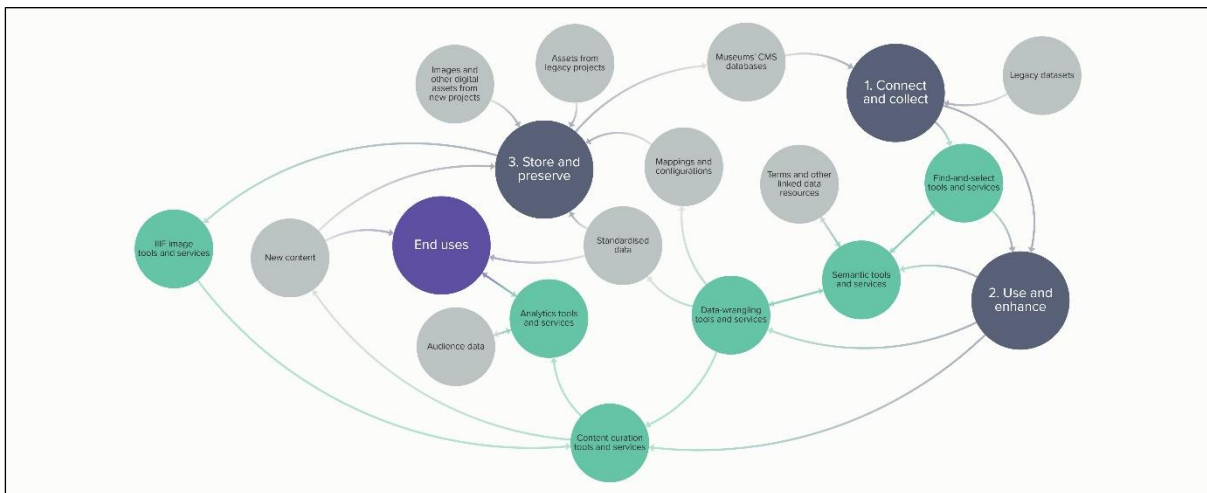 Images and
other digital
assets from
new projects
Assets from
legacy projects
Museums' CMS
databases
1. Connect
and collect
Legacy datasets
3. Store and
preserve
Mappings and
configurations
Terms and other
linked data
resources
Find-and-select
tools and services
IIIF image
tools and services
New content
End uses
Standardised
data
Semantic tools
and services
2. Use and
enhance
Analytics tools
and services
Data-wrangling
tools and services
Audience data
Content curation
tools and services